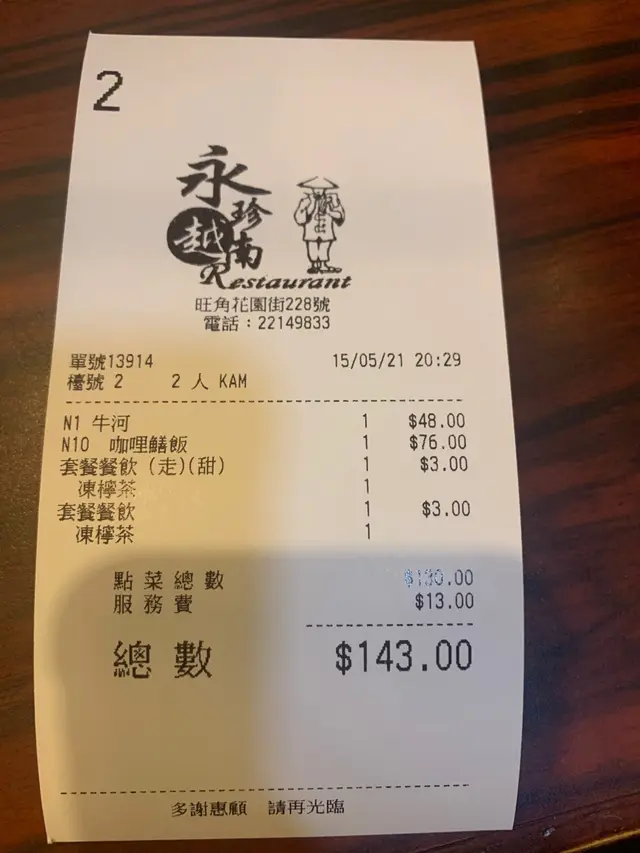 2
永珍
越南
Restaurant
旺角花園街228號
電話：22149833
單號13914 15/05/21 20:29
檯號 2 2 人 KAM
N1 牛河 1 $48.00
N10 咖哩鱔飯 1 $76.00
套餐餐飲 (走)(甜) 1 $3.00
凍檸茶 1
套餐餐飲 1 $3.00
凍檸茶 1
點菜總數 $130.00
服務費 $13.00
總數 $143.00
多謝惠顧 請再光臨